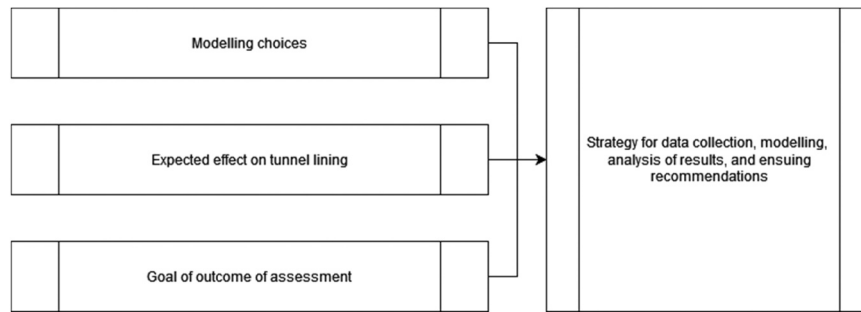 Modelling choices
Expected effect on tunnel lining
Goal of outcome of assessment
Strategy for data collection, modelling,
analysis of results, and ensuing
recommendations